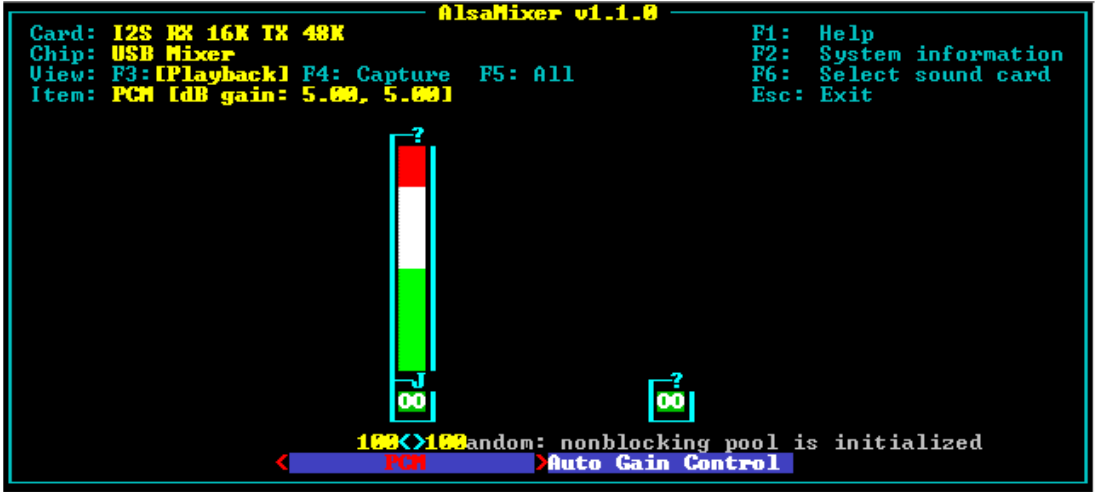 AlsaMixer v1.1.0
Card: I2S RX 16K TX 48K F1: Help
Chip: USB Mixer F2: System information
View: F3:[Playback] F4: Capture F5: All F6: Select sound card
Item: PCM [dB gain: 5.00, 5.00] Esc: Exit
?
J ?
OO OO
100<>100andom: nonblocking pool is initialized
< PCM >Auto Gain Control